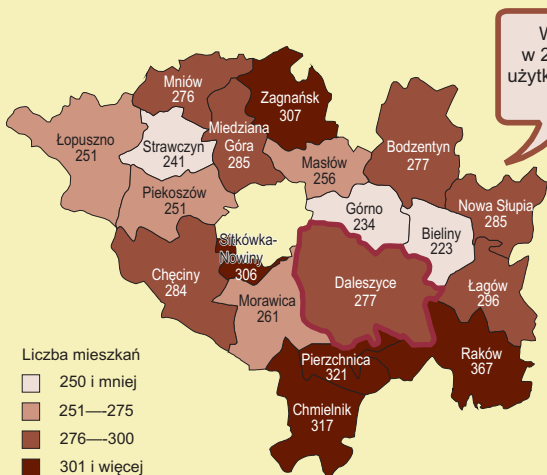 W
w 2
użytk
Mniów
276
Zagnańsk
307
Łopuszno
251
Strawczyn
241
Miedziana
Góra
285
Masłów
256
Bodzentyn
277
Piekoszów
251
Górno
234
Nowa Słupia
285
Bieliny
223
Sitkówka-
Nowiny
306
Chęciny
284
Daleszyce
277
Łagów
296
Morawica
261
Pierzchnica
321
Raków
367
Chmielnik
317
Liczba mieszkań
250 i mniej
251—-275
276—-300
301 i więcej